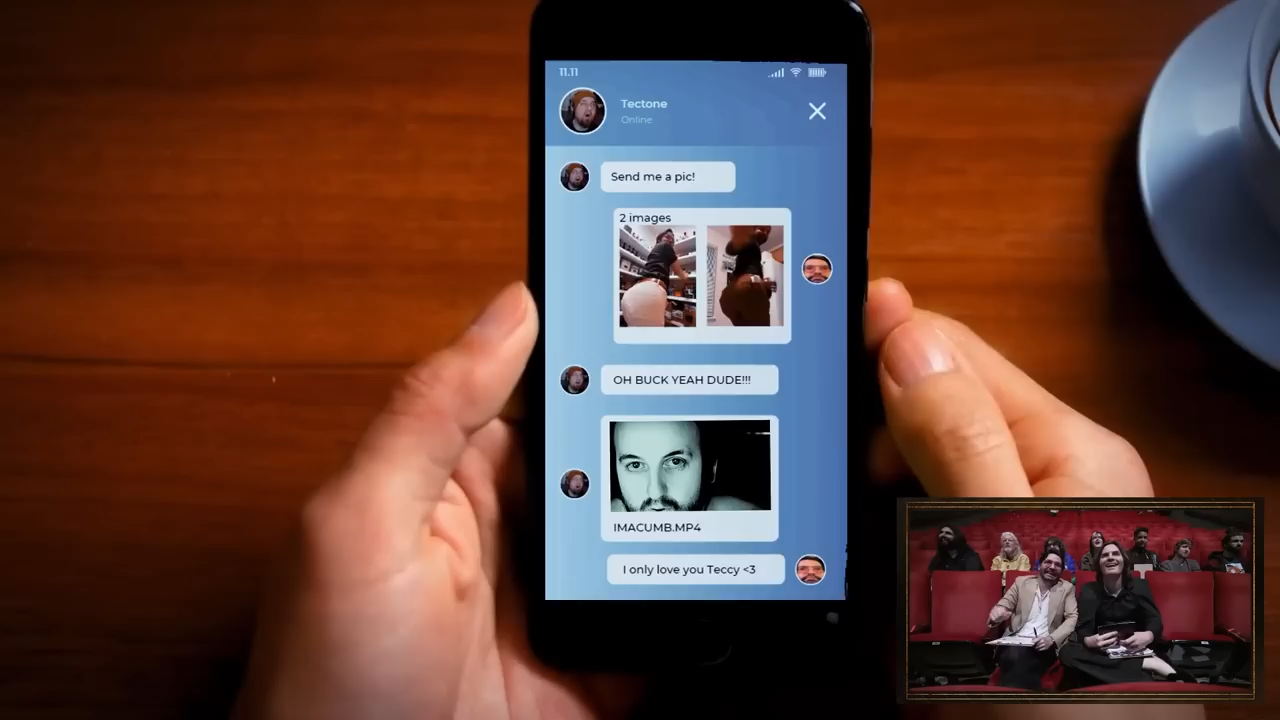 11.11
Tectone
Online
Send me a pic!
2 images
OH BUCK YEAH DUDE!!!
IMACUMB.MP4
I only love you Teccy <3